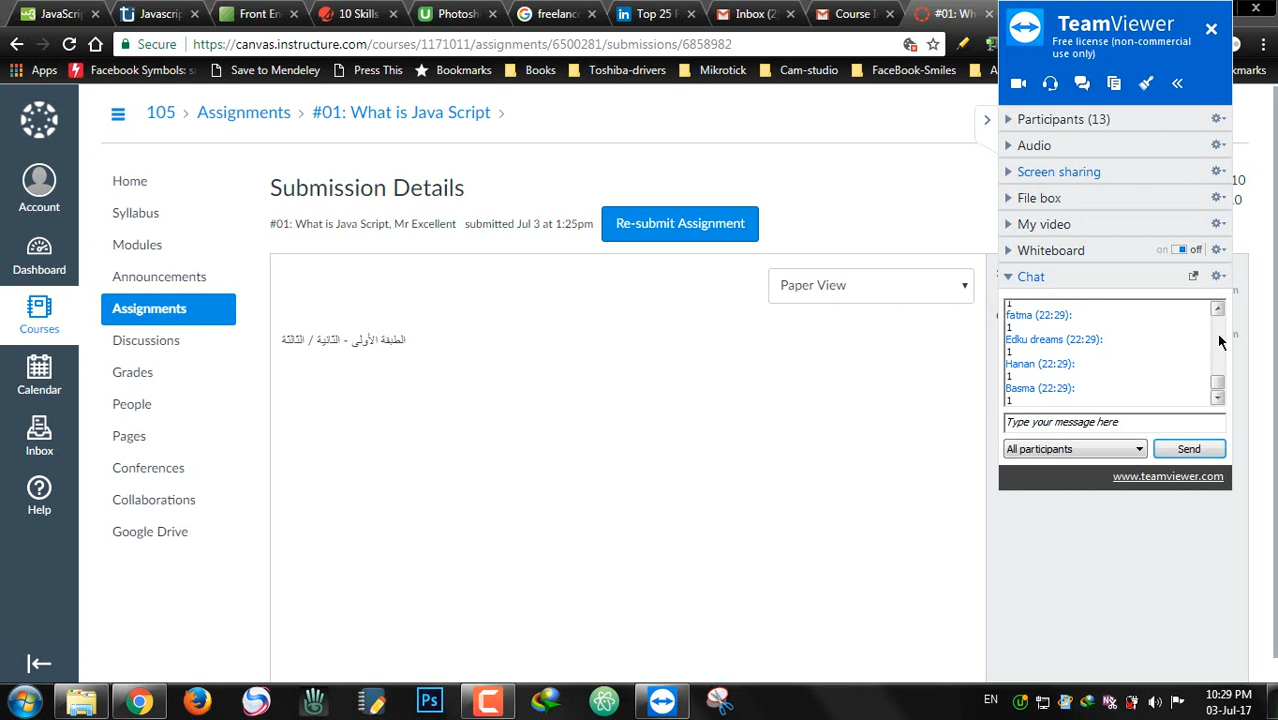 JavaScri
Javascrip
Front En
10 Skills
Photosh
freelanc
Top 25 F
Inbox (2
Course I
#01: Wh
Secure
https://canvas.instructure.com/courses/1171011/assignments/6500281/submissions/6858982
Apps
Facebook Symbols:
Save to Mendeley
Press This
Bookmarks
Books
Toshiba-drivers
Mikrotick
Cam-studio
FaceBook-Smiles
kmarks
Account
Dashboard
Courses
Calendar
Inbox
Help
105 > Assignments > #01: What is Java Script >
Home
Syllabus
Modules
Announcements
Assignments
Discussions
Grades
People
Pages
Conferences
Collaborations
Google Drive
Submission Details
#01: What is Java Script, Mr Excellent submitted Jul 3 at 1:25pm
Re-submit Assignment
Paper View
الطبقة الأولى - الثانية / الثالثة
TeamViewer
Free license (non-commercial
use only)
Participants (13)
Audio
Screen sharing
File box
My video
Whiteboard
on off
Chat
1
fatma (22:29):
1
Edku dreams (22:29):
1
Hanan (22:29):
1
Basma (22:29):
1
Type your message here
All participants
Send
www.teamviewer.com
10
Ps
EN
10:29 PM
03-Jul-17